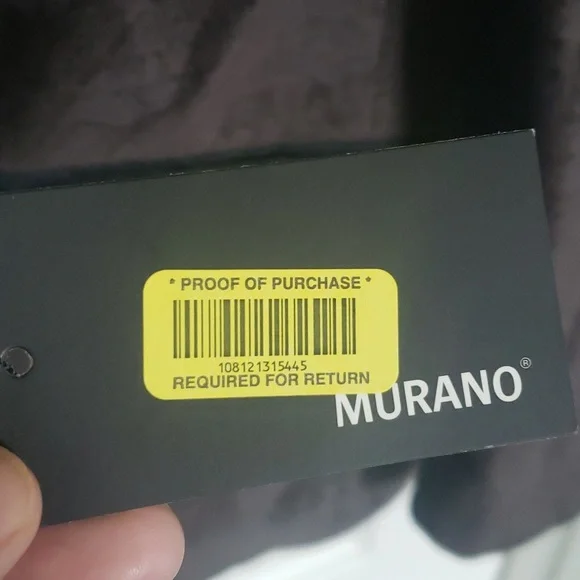 * PROOF OF PURCHASE *
108121315445
REQUIRED FOR RETURN
MURANO®